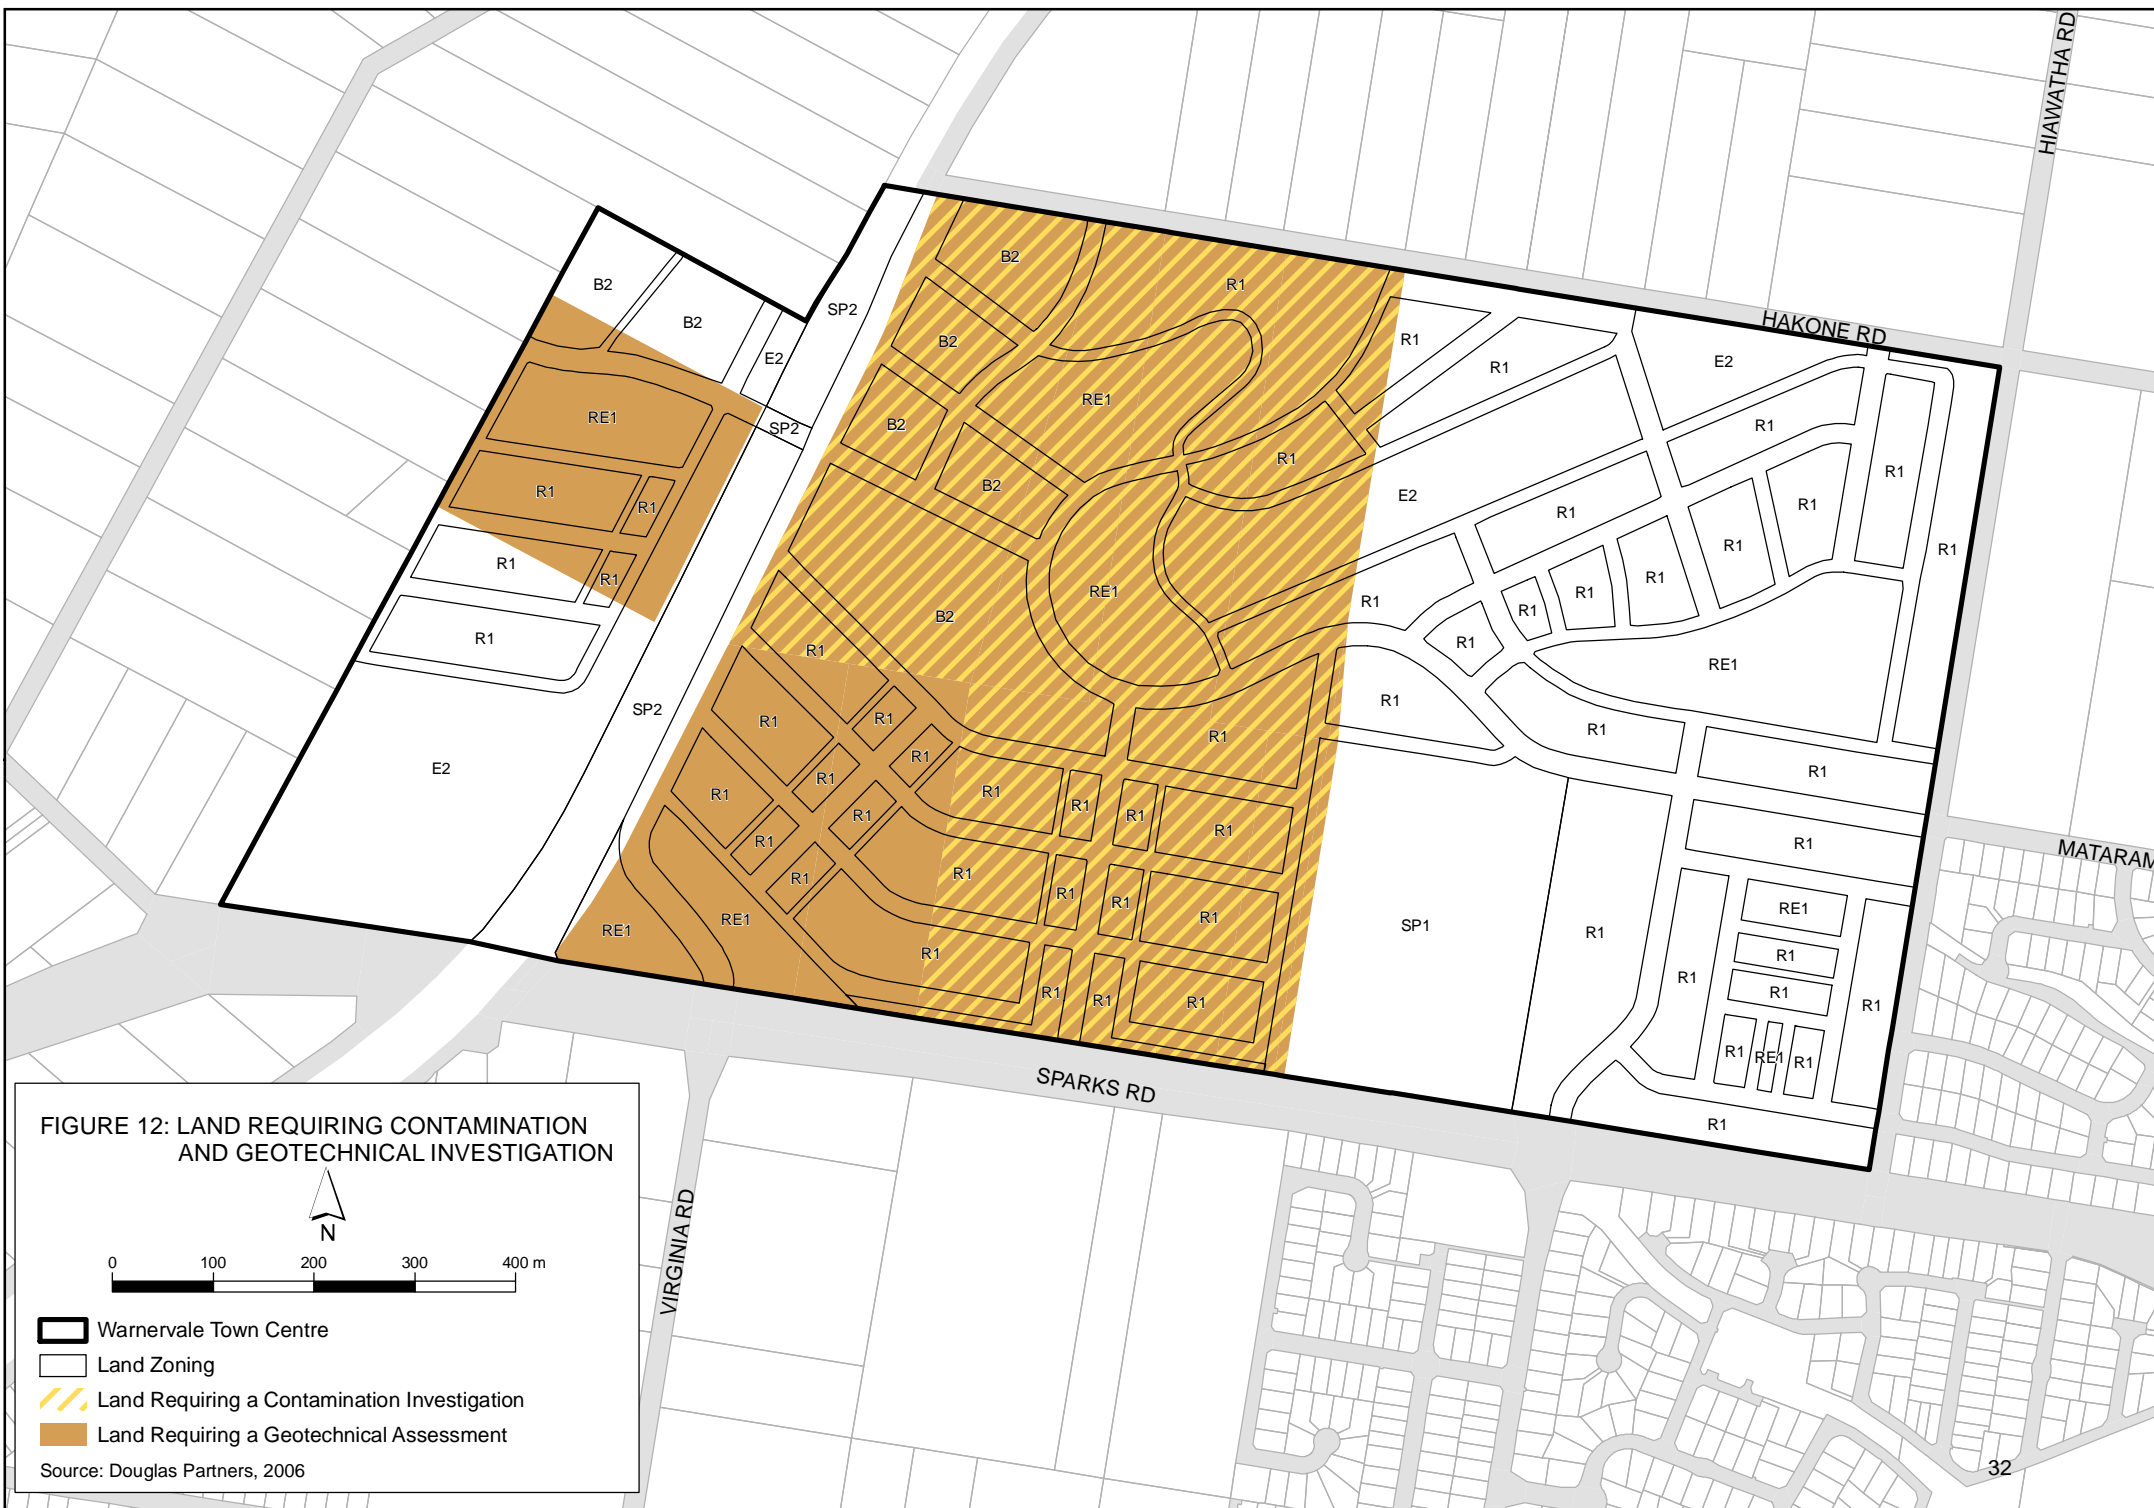 HIAWATHA RD
B2
SP2
B2
R1
B2
HAKONE RD
B2
R1
E2
E2
R1
B2
RE1
RE1
SP2
B2
R1
R1
R1
R1
B2
R1
E2
R1
R1
R1
R1
R1
R1
R1
R1
R1
RE1
R1
R1
R1
B2
R1
R1
R1
RE1
R1
SP2
R1
R1
R1
R1
R1
R1
E2
R1
R1
R1
R1
R1
R1
R1
R1
R1
R1
R1
MATARAM
R1
R1
R1
R1
RE1
RE1
R1
R1
SP1
RE1
R1
R1
R1
R1
R1
R1
R1
R1
R1
R1
RE1
R1
R1
SPARKS RD
VIRGINIA RD
FIGURE 12: LAND REQUIRING CONTAMINATION
AND GEOTECHNICAL INVESTIGATION
N
0 100 200 300 400 m
Warnervale Town Centre
Land Zoning
Land Requiring a Contamination Investigation
Land Requiring a Geotechnical Assessment
Source: Douglas Partners, 2006
32